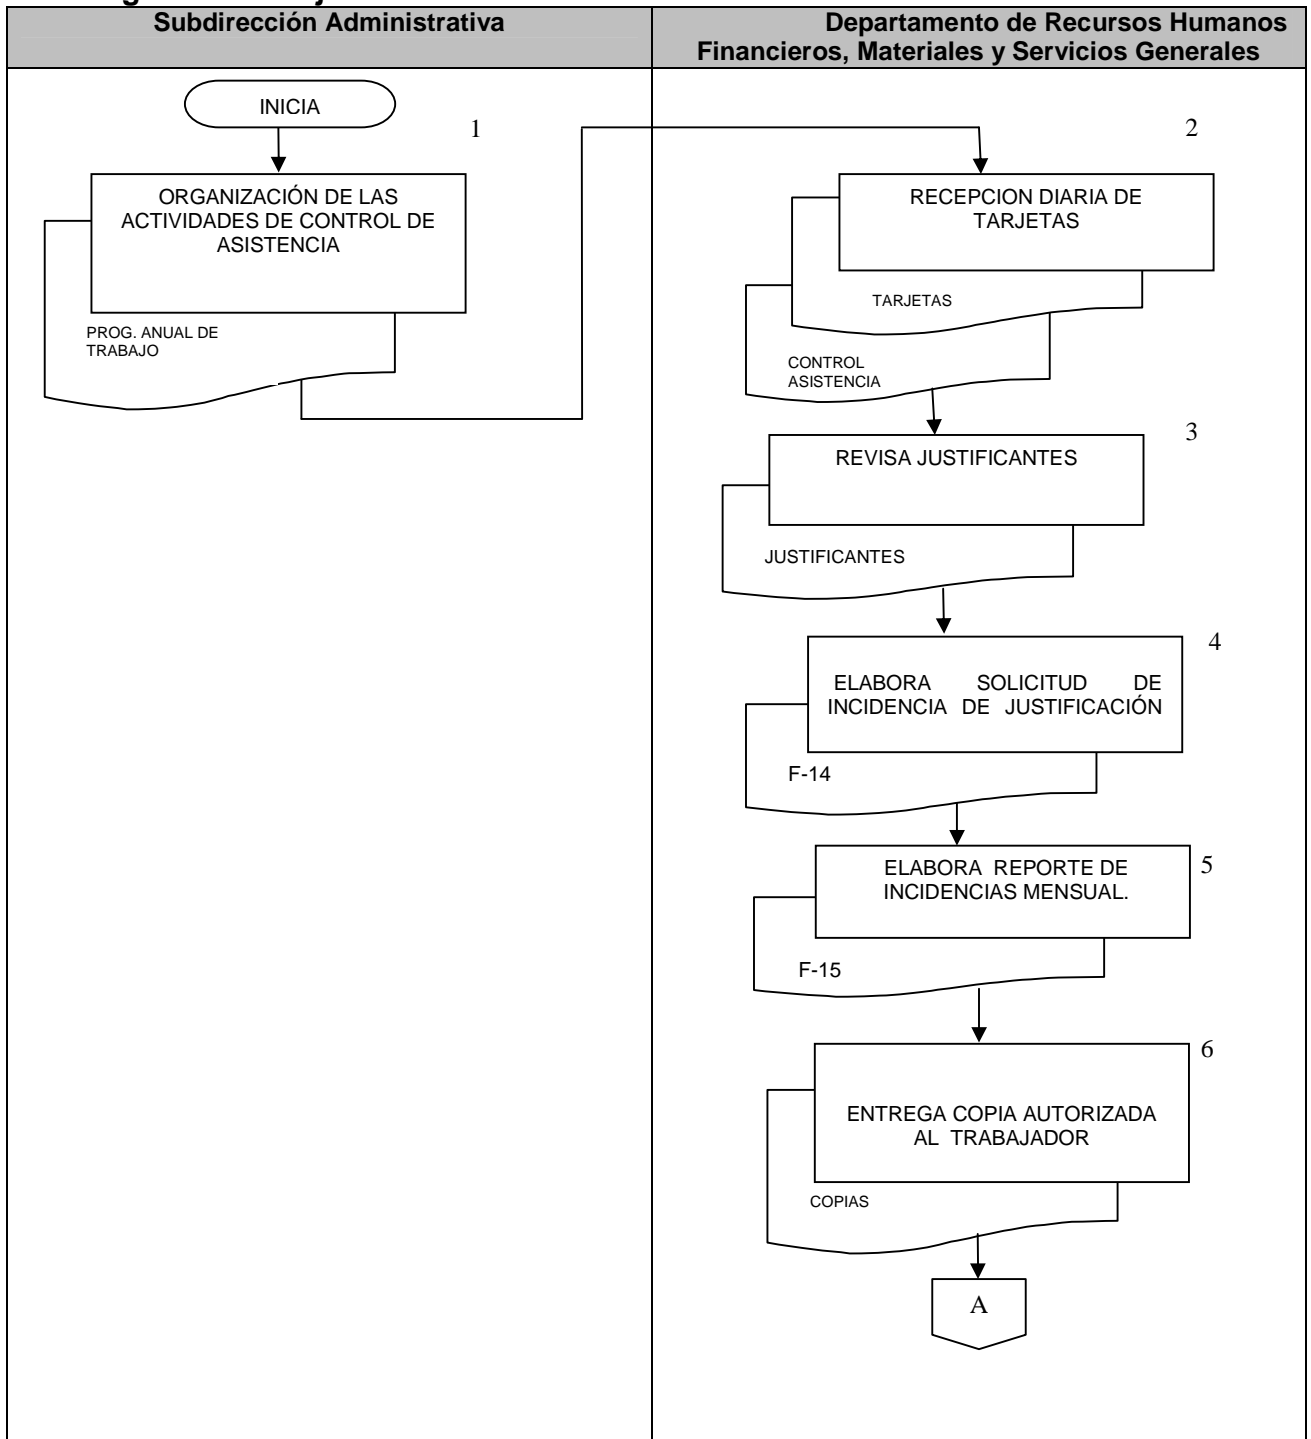 Subdirección Administrativa
Departamento de Recursos Humanos
Financieros, Materiales y Servicios Generales
INICIA
1
ORGANIZACIÓN DE LAS
ACTIVIDADES DE CONTROL DE
ASISTENCIA
PROG. ANUAL DE
TRABAJO
2
RECEPCION DIARIA DE
TARJETAS
TARJETAS
CONTROL
ASISTENCIA
3
REVISA JUSTIFICANTES
JUSTIFICANTES
4
ELABORA SOLICITUD DE
INCIDENCIA DE JUSTIFICACIÓN
F-14
5
ELABORA REPORTE DE
INCIDENCIAS MENSUAL.
F-15
6
ENTREGA COPIA AUTORIZADA
AL TRABAJADOR
COPIAS
A